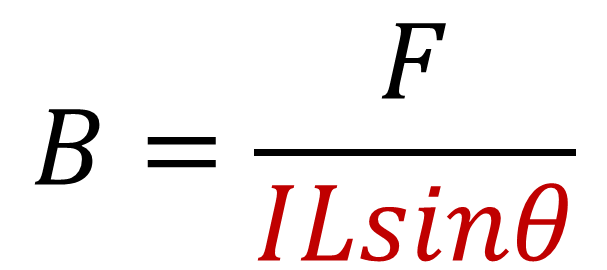 B = F / ILsinθ